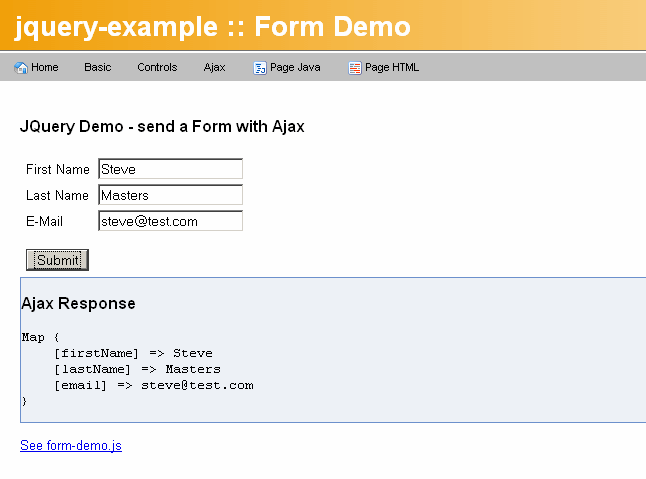 jquery-example :: Form Demo
Home Basic Controls Ajax Page Java Page HTML
JQuery Demo - send a Form with Ajax
First Name Steve
Last Name Masters
E-Mail steve@test.com
Submit
Ajax Response
Map {
    [firstName] => Steve
    [lastName] => Masters
    [email] => steve@test.com
}
See form-demo.js